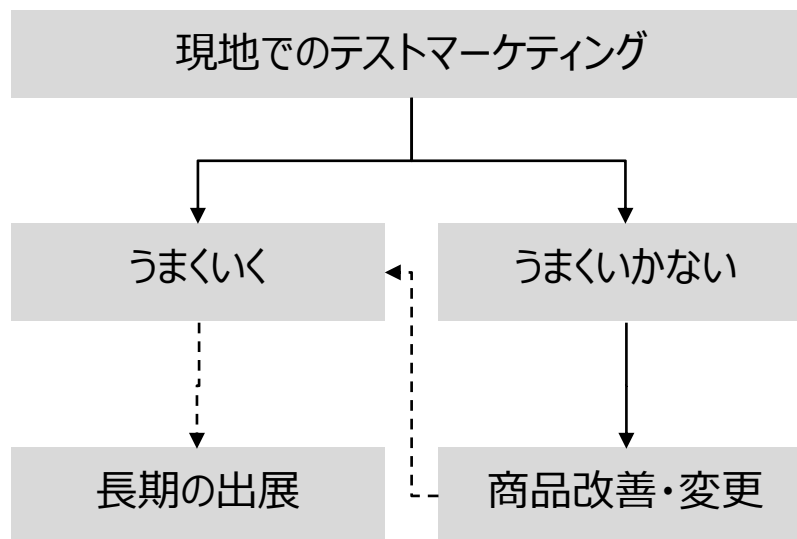 現地でのテストマーケティング
うまくいく
うまくいかない
長期の出展
商品改善・変更